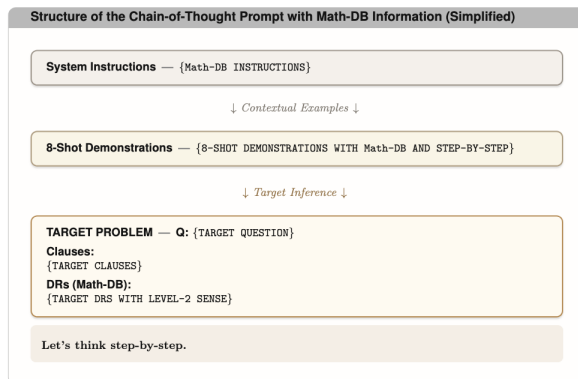 Structure of the Chain-of-Thought Prompt with Math-DB Information (Simplified)
System Instructions — {Math-DB INSTRUCTIONS}
↓ Contextual Examples ↓
8-Shot Demonstrations — {8-SHOT DEMONSTRATIONS WITH Math-DB AND STEP-BY-STEP}
↓ Target Inference ↓
TARGET PROBLEM — Q: {TARGET QUESTION}
Clauses:
{TARGET CLAUSES}
DRs (Math-DB):
{TARGET DRS WITH LEVEL-2 SENSE}
Let's think step-by-step.